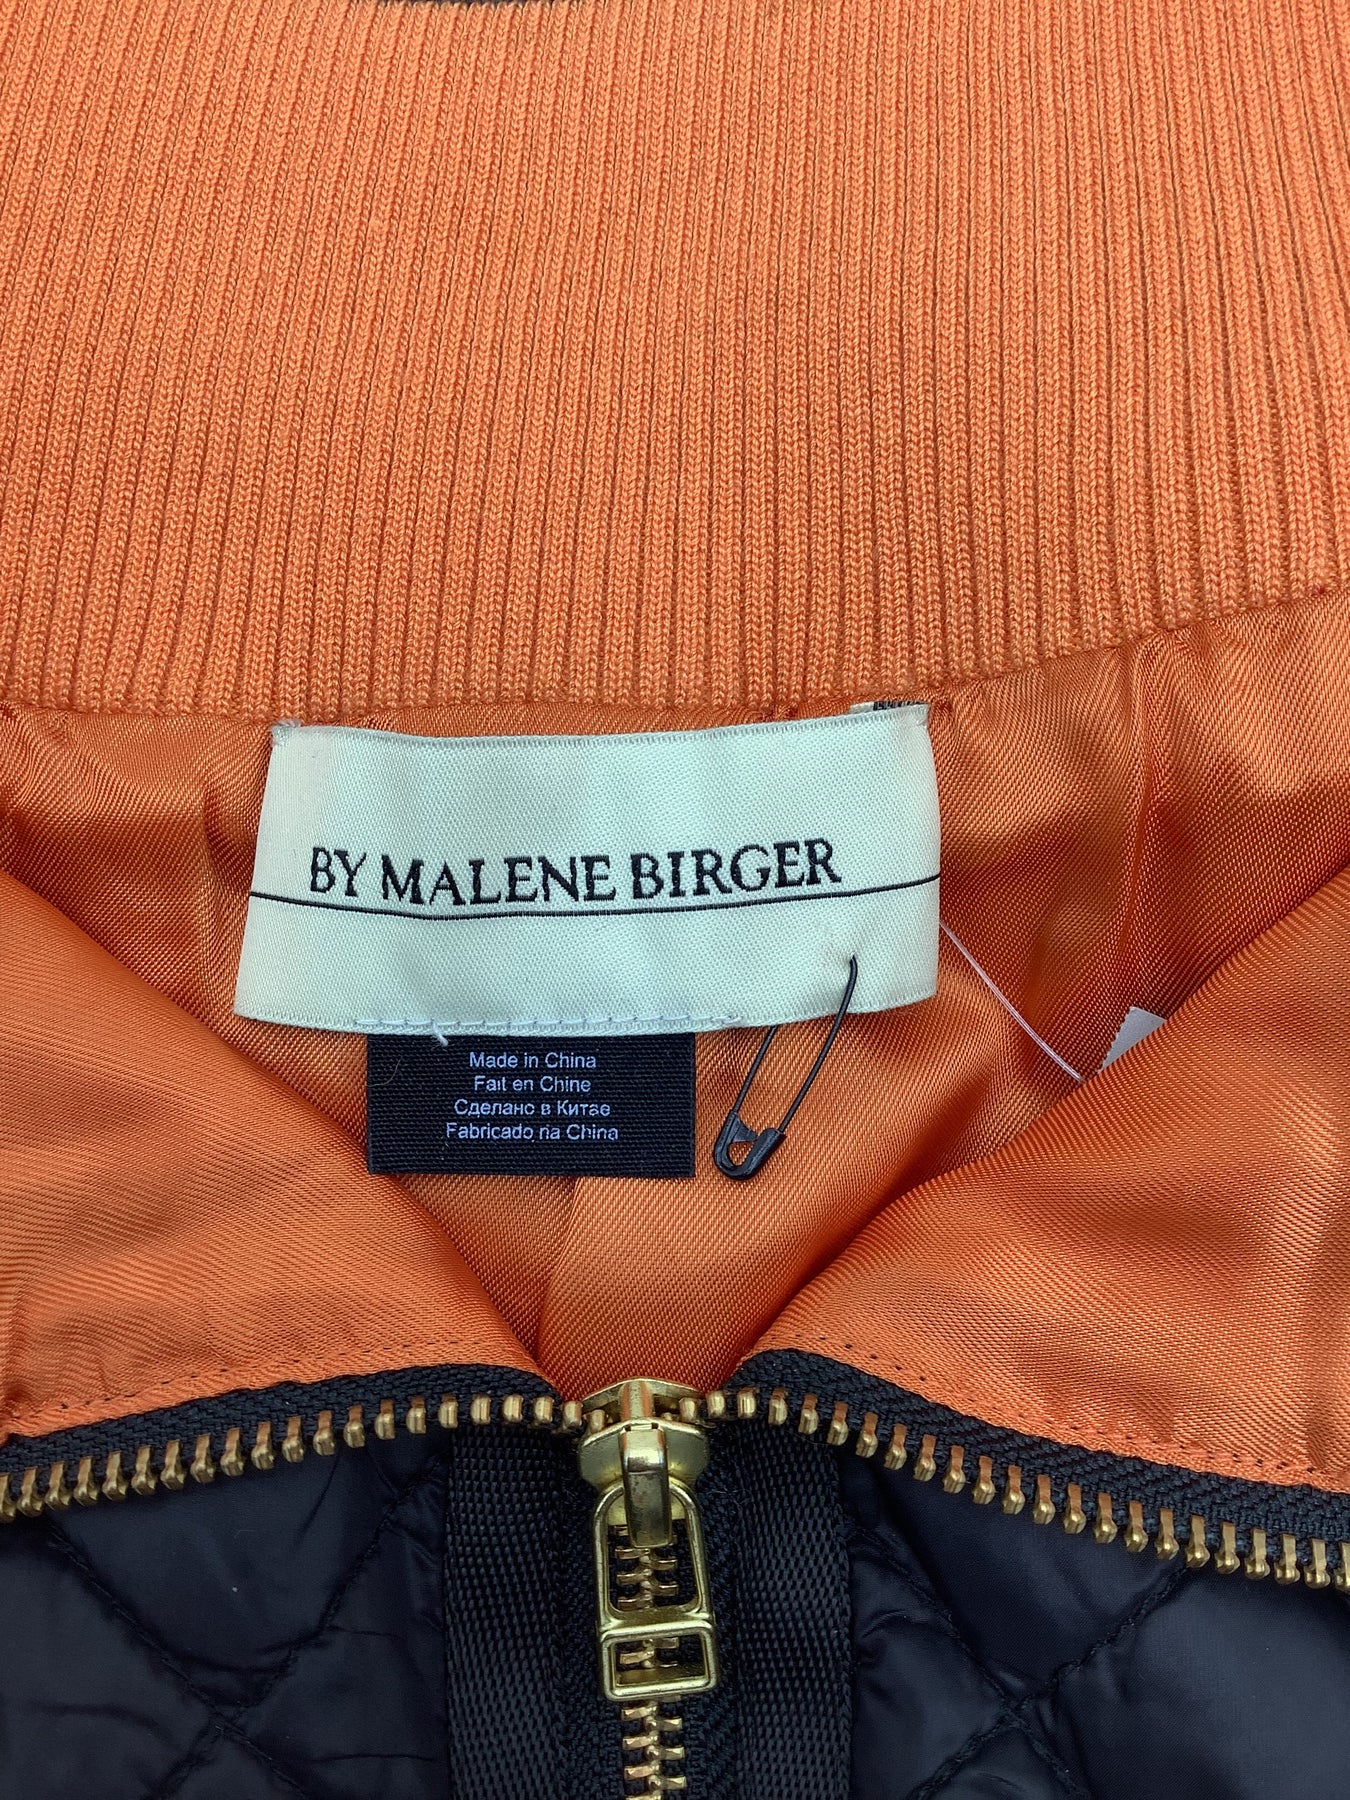 BY MALENE BIRGER
Made in China
Fait en Chine
Сделано в Китае
Fabricado na China